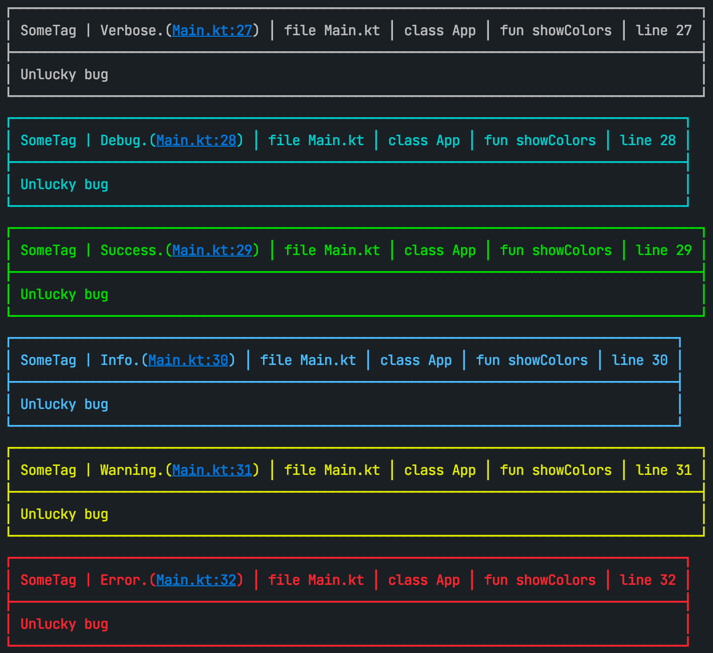 SomeTag | Verbose.(Main.kt:27) │ file Main.kt │ class App │ fun showColors │ line 27
Unlucky bug
SomeTag | Debug.(Main.kt:28) │ file Main.kt │ class App │ fun showColors │ line 28
Unlucky bug
SomeTag | Success.(Main.kt:29) │ file Main.kt │ class App │ fun showColors │ line 29
Unlucky bug
SomeTag | Info.(Main.kt:30) │ file Main.kt │ class App │ fun showColors │ line 30
Unlucky bug
SomeTag | Warning.(Main.kt:31) │ file Main.kt │ class App │ fun showColors │ line 31
Unlucky bug
SomeTag | Error.(Main.kt:32) │ file Main.kt │ class App │ fun showColors │ line 32
Unlucky bug